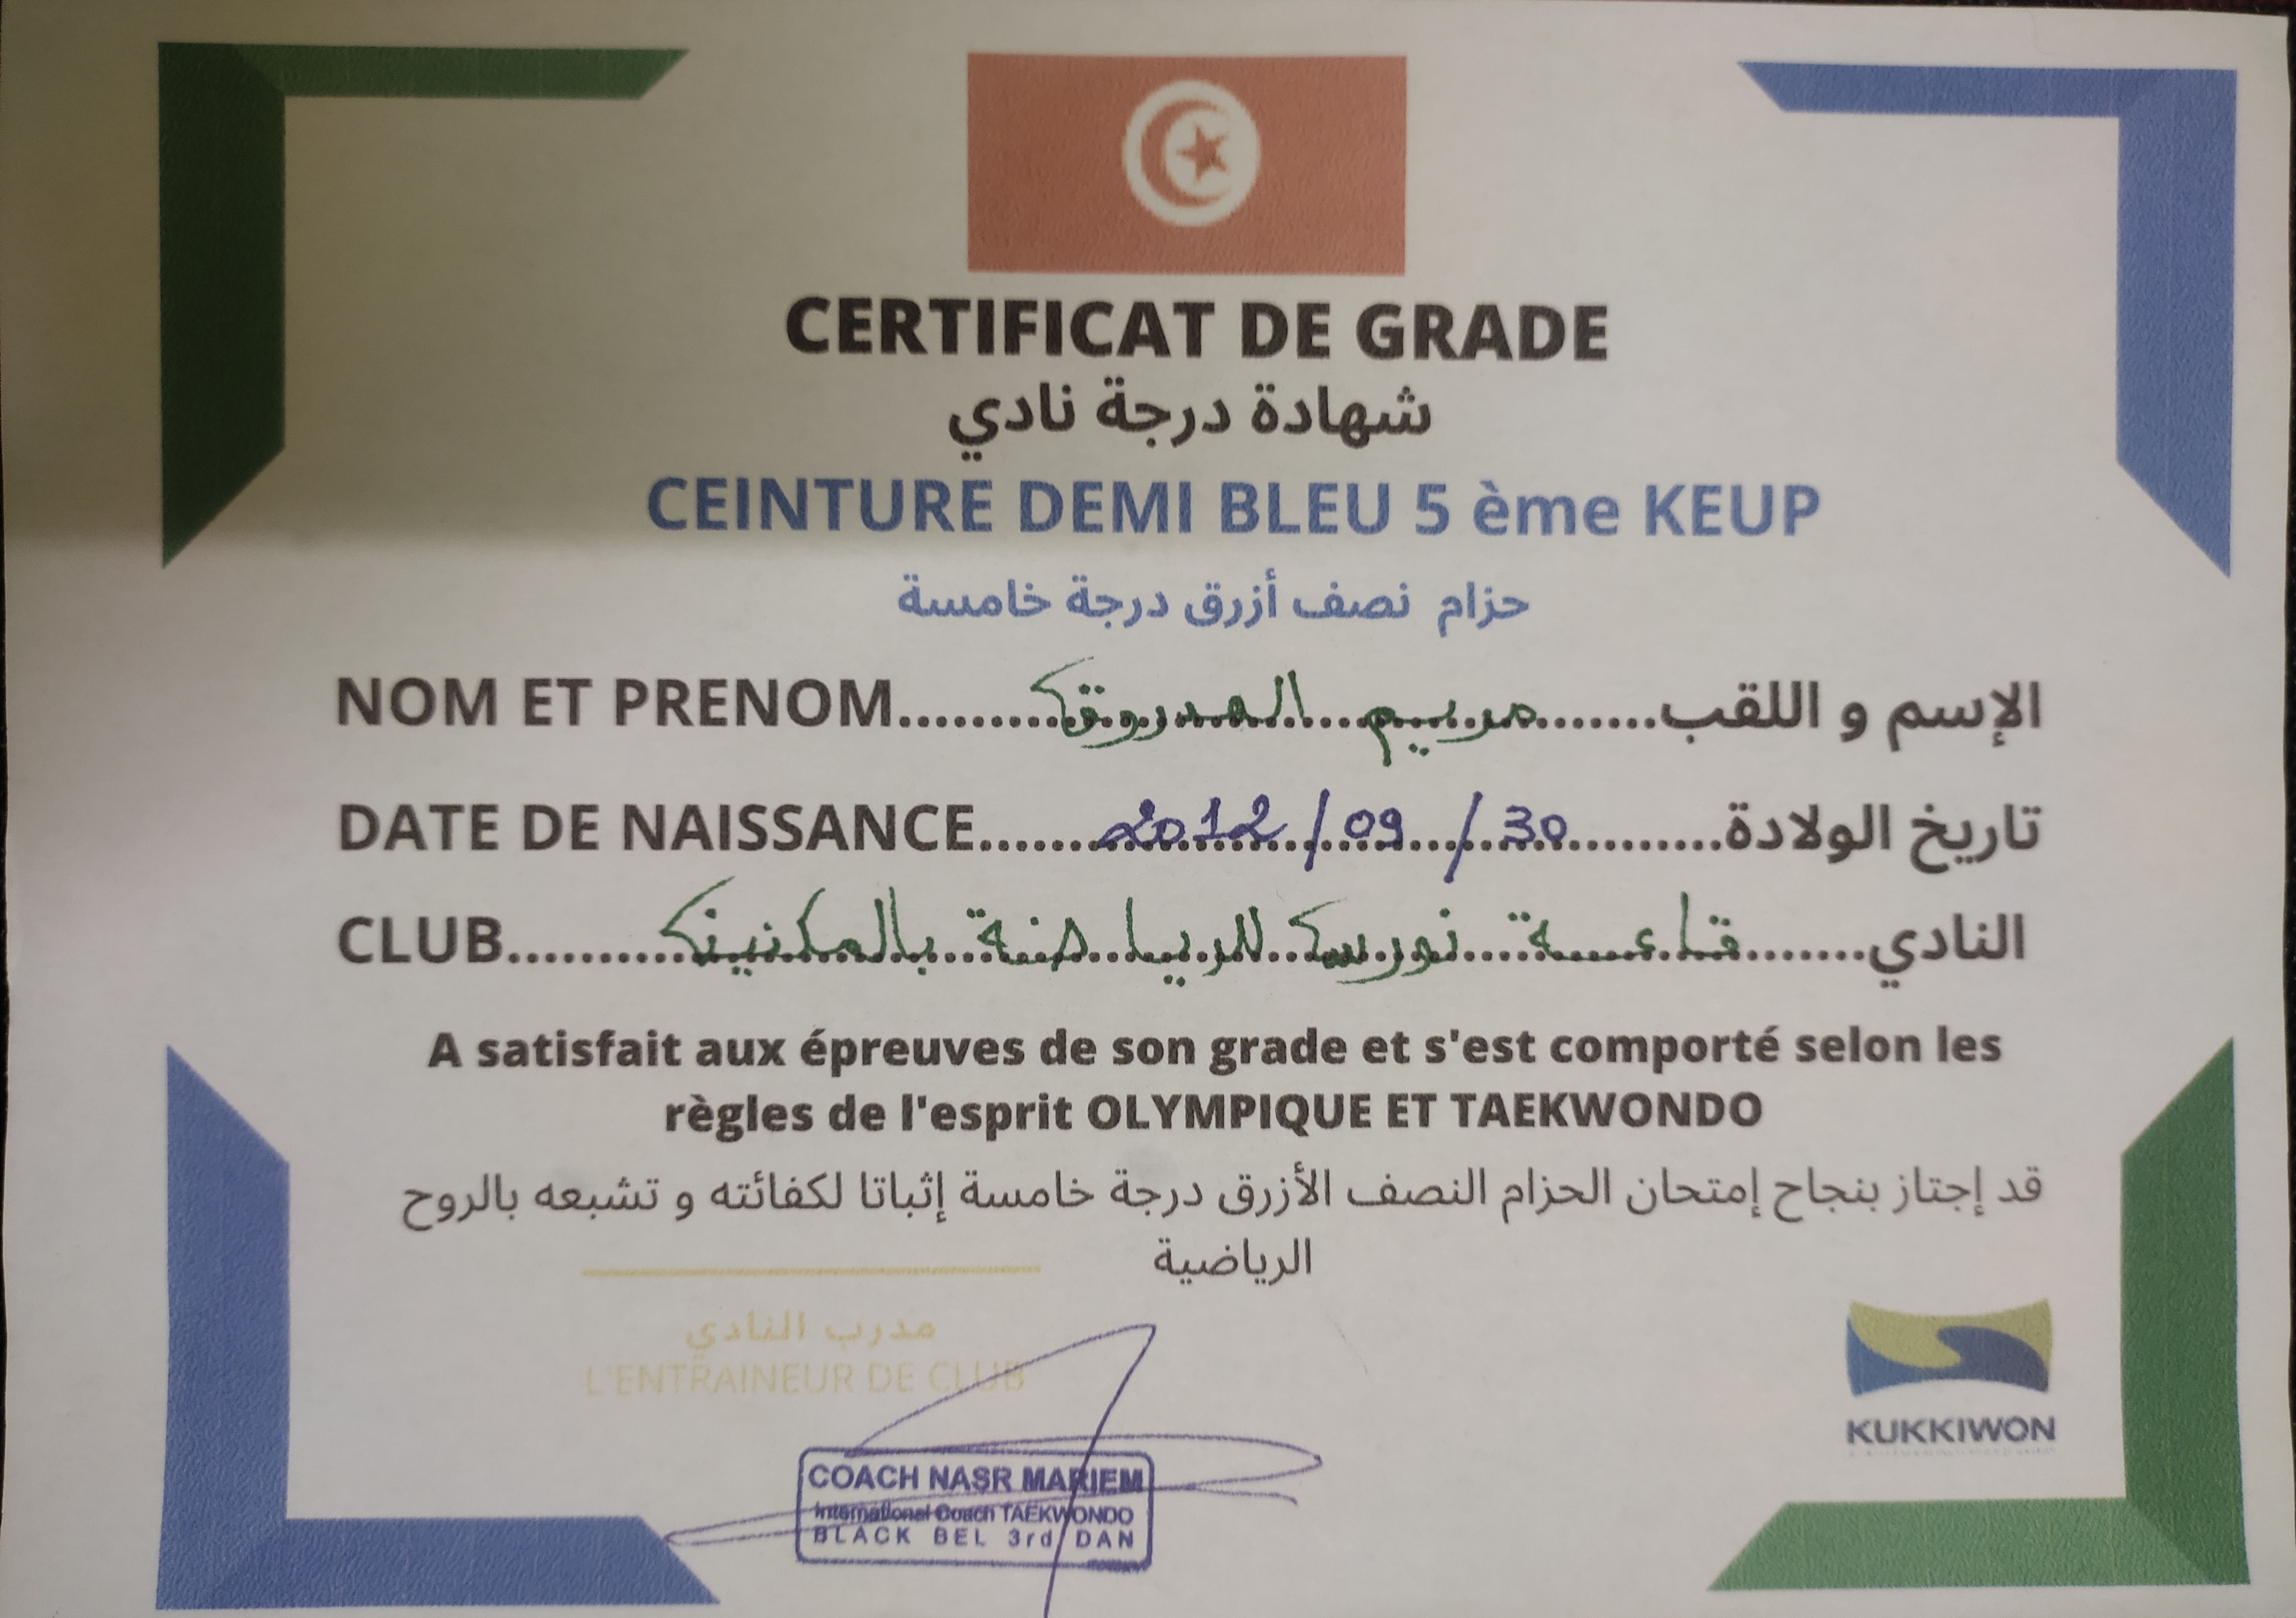 CERTIFICAT DE GRADE
شهادة درجة نادي
CEINTURE DEMI BLEU 5 ème KEUP
حزام نصف أزرق درجة خامسة
NOM ET PRENOM.......... مريم .......الإسم و اللقب
DATE DE NAISSANCE.......2012/09/30.........تاريخ الولادة
CLUB.........قاعة نورس للرياضة بالمكنين.......النادي
A satisfait aux épreuves de son grade et s'est comporté selon les
règles de l'esprit OLYMPIQUE ET TAEKWONDO
قد إجتاز بنجاح إمتحان الحزام النصف الأزرق درجة خامسة إثباتا لكفائته و تشبعه بالروح
الرياضية
مدرب النادي
L'ENTRAINEUR DE CLUB
KUKKIWON
COACH NASR MARIEM
International Coach TAEKWONDO
BLACK BEL 3rd DAN